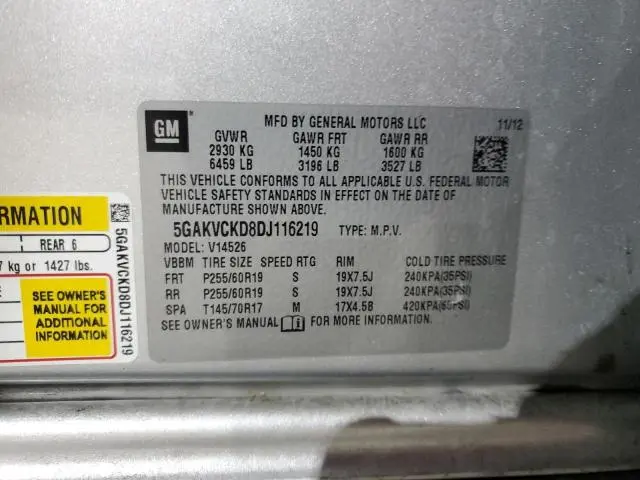 GM
MFD BY GENERAL MOTORS LLC
11/12
GVWR GAWR FRT GAWR RR
2930 KG 1450 KG 1600 KG
6459 LB 3196 LB 3527 LB
THIS VEHICLE CONFORMS TO ALL APPLICABLE U.S. FEDERAL MOTOR
VEHICLE SAFETY STANDARDS IN EFFECT ON THE DATE OF
MANUFACTURE SHOWN ABOVE.
5GAKVCKD8DJ116219 TYPE: M.P.V.
MODEL: V14526
VBBM TIRE SIZE SPEED RTG RIM COLD TIRE PRESSURE
FRT P255/60R19 S 19X7.5J 240KPA(35PSI)
RR P255/60R19 S 19X7.5J 240KPA(35PSI)
SPA T145/70R17 M 17X4.5B 420KPA(60PSI)
SEE OWNER'S MANUAL FOR MORE INFORMATION.
ORMATION
REAR 6
7 kg or 1427 lbs.
SEE OWNER'S
MANUAL FOR
ADDITIONAL
INFORMATION
5GAKVCKD8DJ116219